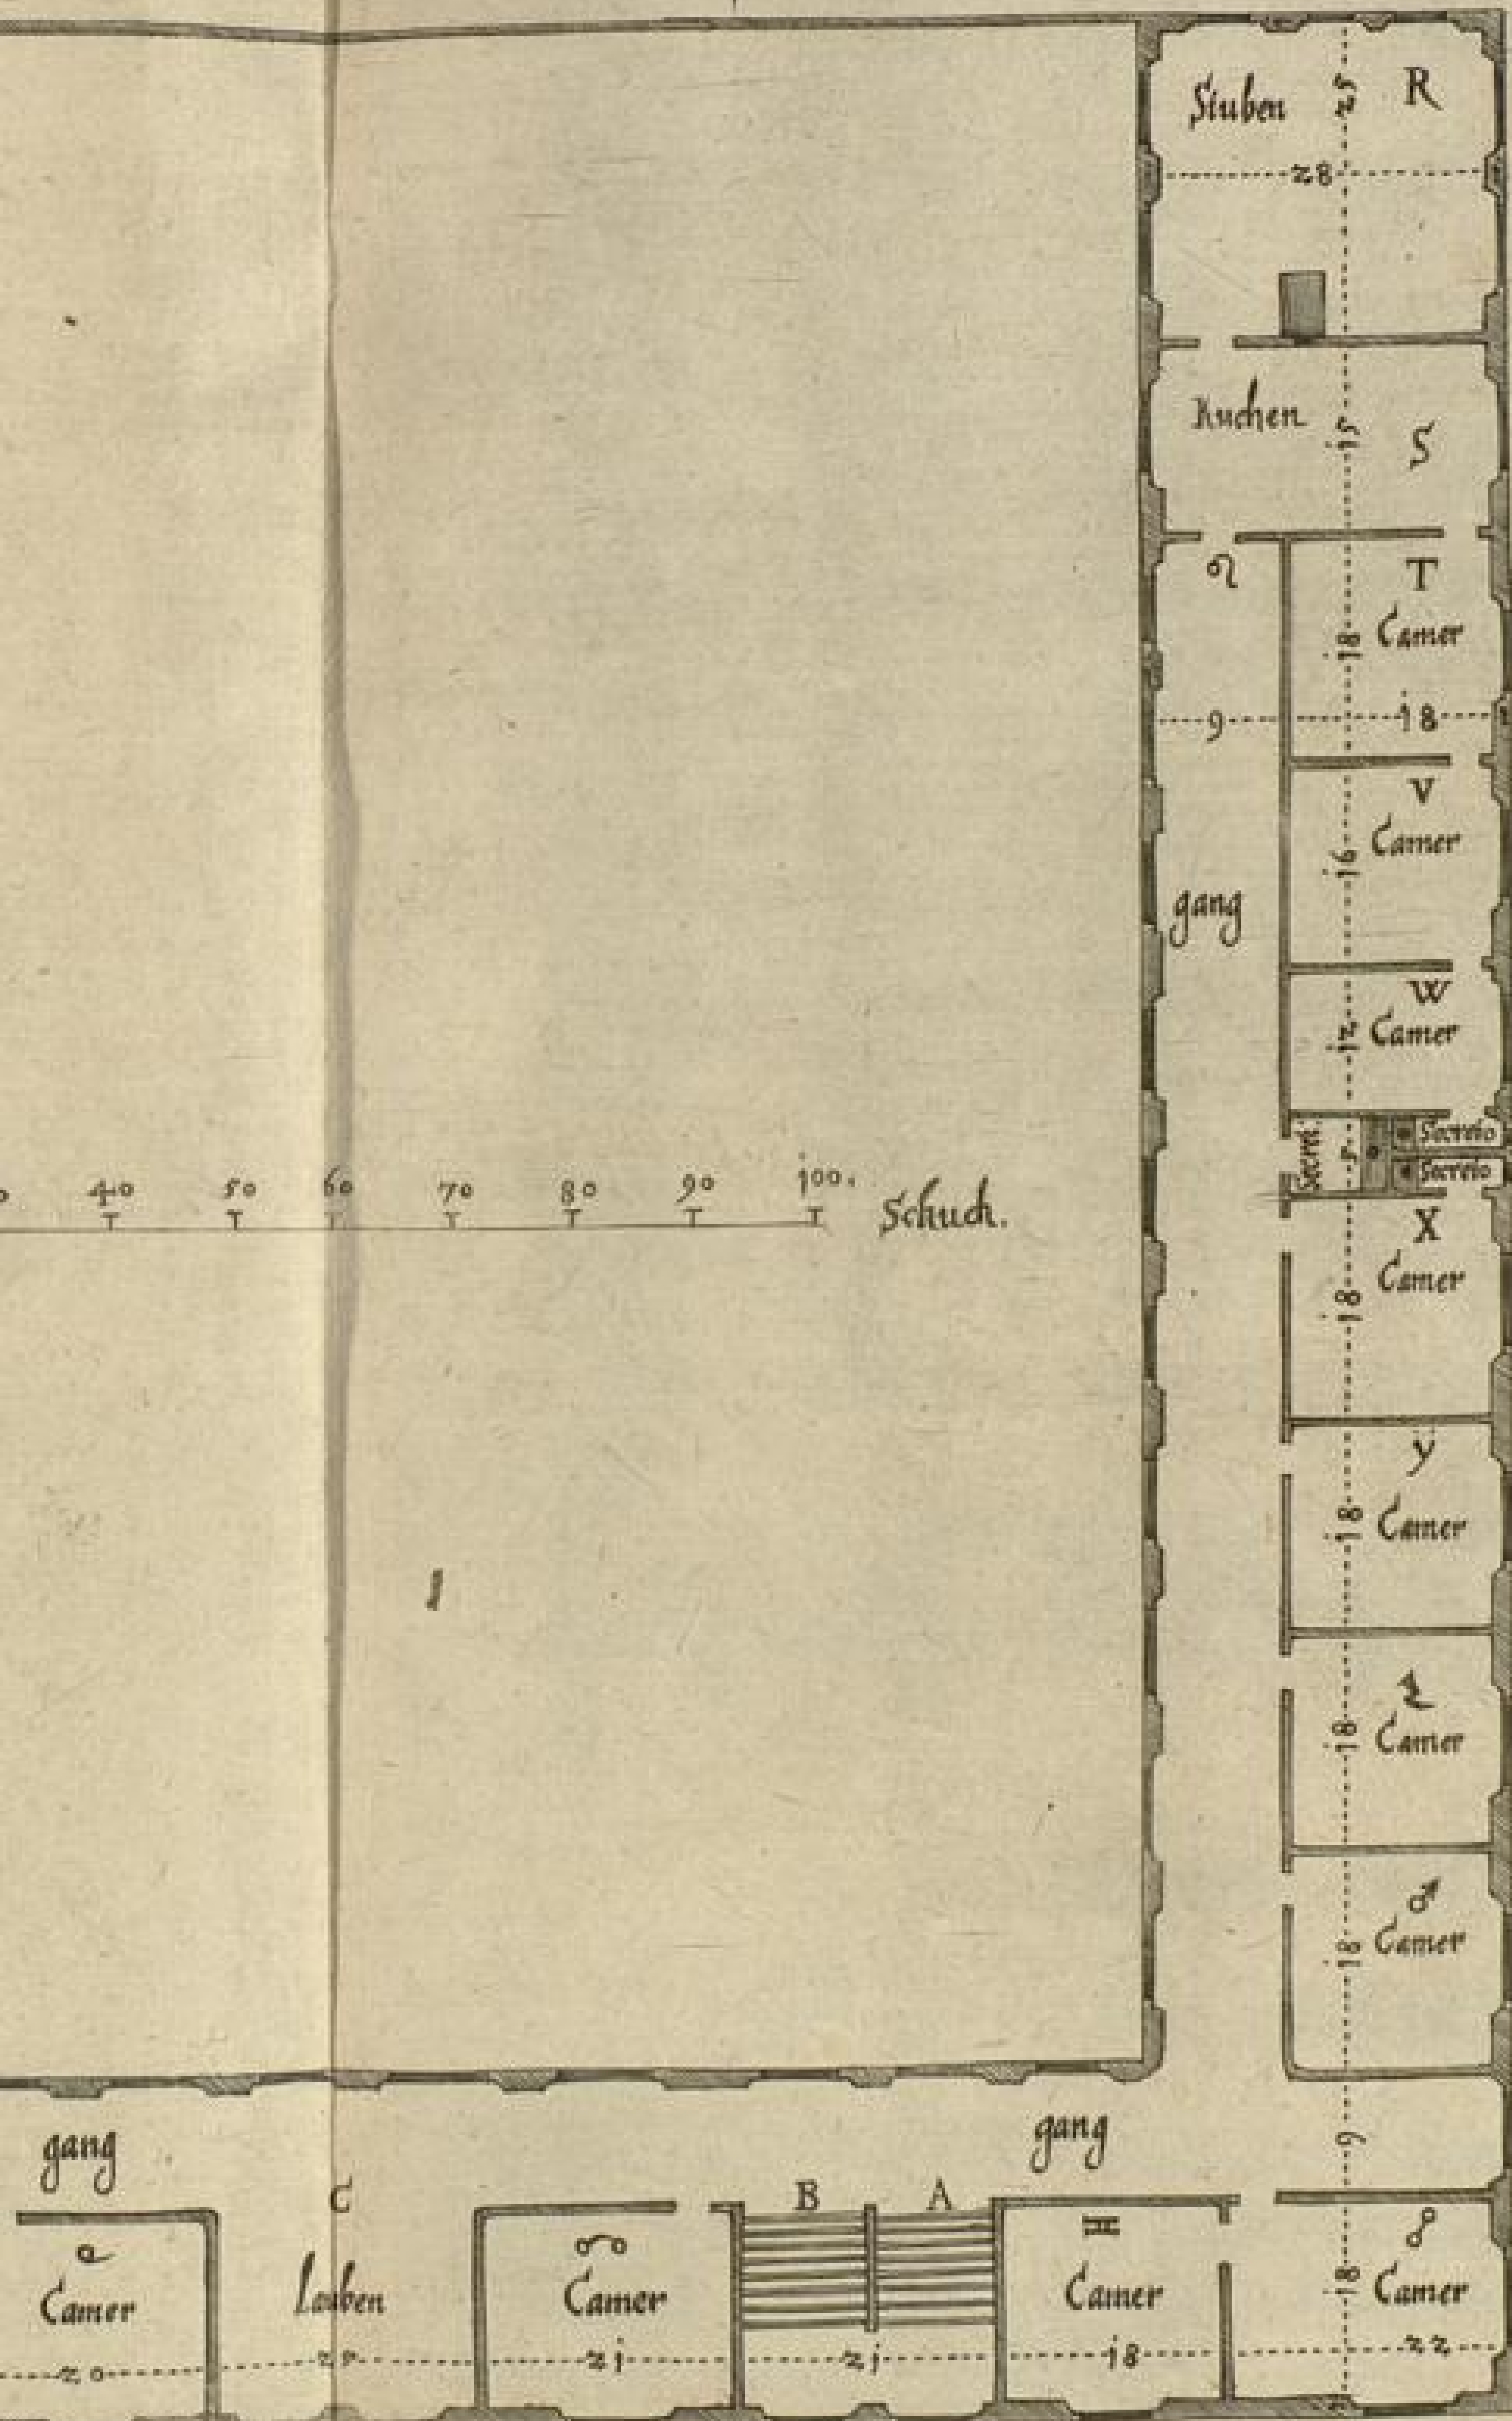 Stuben 25 R
28
Kuchen 15 S
♌ T
18 Camer
9 18
V
16 Camer
gang
W
12 Camer
Secret. 5 Secreto
Secreto
40 50 60 70 80 90 100. Schuch.
X
18 Camer
y
18 Camer
18 Camer
♂
18 Camer
gang gang 9
C B A
♊ ☍
Camer Lauben Camer Camer 18 Camer
20 21 21 18 22